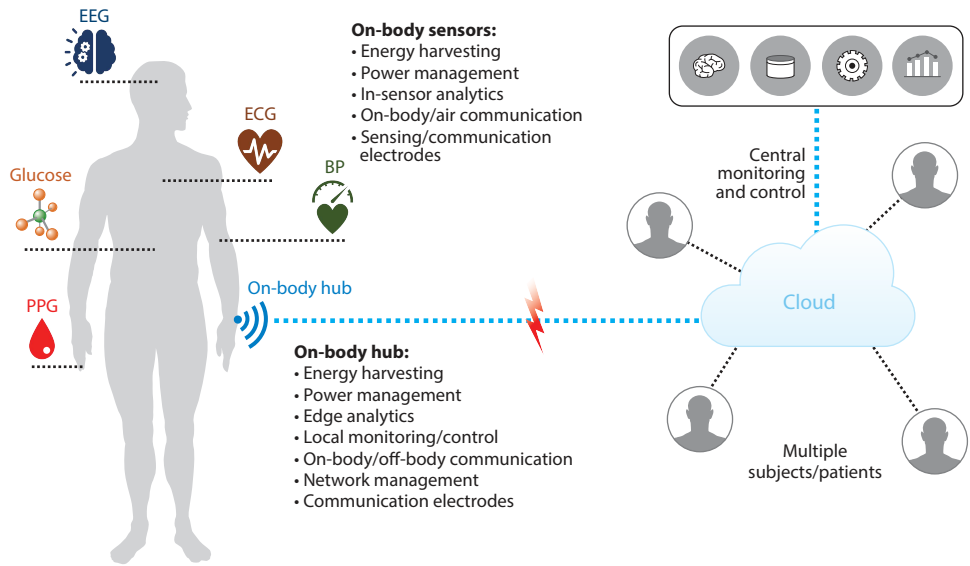 EEG
ECG
BP
Glucose
PPG
On-body sensors:
• Energy harvesting
• Power management
• In-sensor analytics
• On-body/air communication
• Sensing/communication
electrodes
On-body hub
On-body hub:
• Energy harvesting
• Power management
• Edge analytics
• Local monitoring/control
• On-body/off-body communication
• Network management
• Communication electrodes
Central
monitoring
and control
Cloud
Multiple
subjects/patients